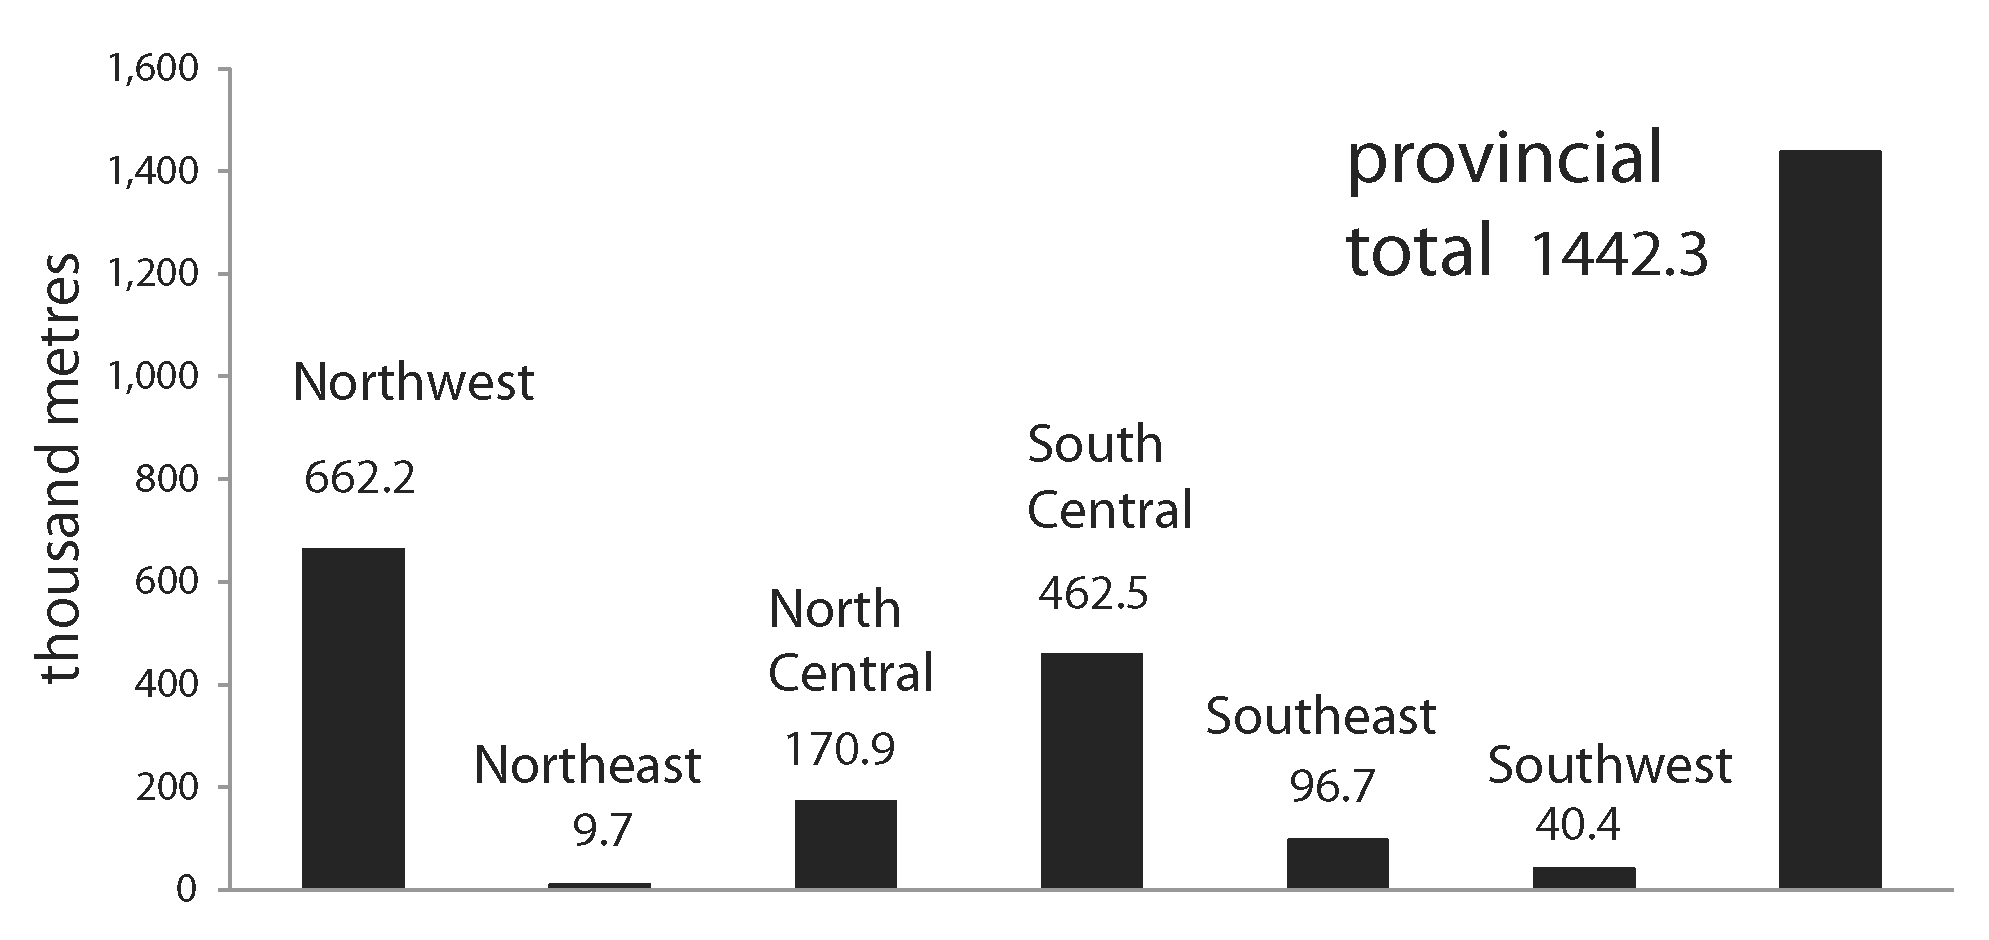 1,600
1,400
1,200
1,000
800
600
400
200
0
thousand metres
Northwest
662.2
Northeast
9.7
North
Central
170.9
South
Central
462.5
Southeast
96.7
Southwest
40.4
provincial
total 1442.3